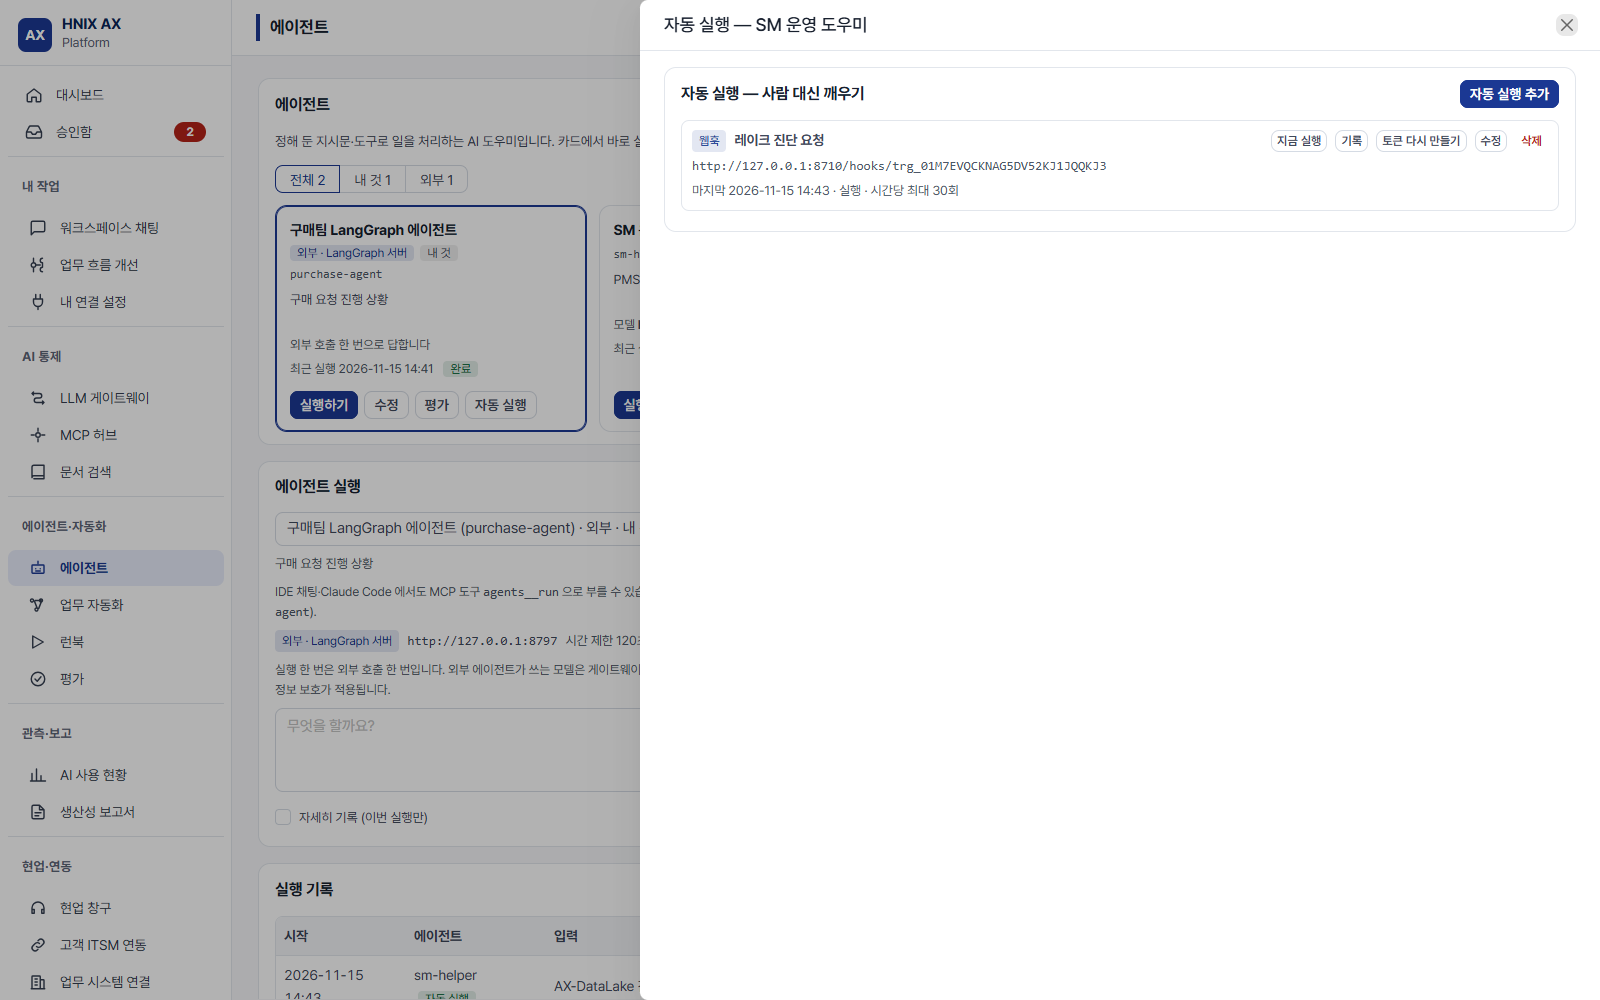 AX
HNIX AX
Platform
대시보드
승인함
2
내 작업
워크스페이스 채팅
업무 흐름 개선
내 연결 설정
AI 통제
LLM 게이트웨이
MCP 허브
문서 검색
에이전트·자동화
에이전트
업무 자동화
런북
평가
관측·보고
AI 사용 현황
생산성 보고서
현업·연동
현업 창구
고객 ITSM 연동
업무 시스템 연결
에이전트
에이전트
정해 둔 지시문·도구로 일을 처리하는 AI 도우미입니다. 카드에서 바로
전체 2
내 것 1
외부 1
구매팀 LangGraph 에이전트
외부 · LangGraph 서버
내 것
purchase-agent
구매 요청 진행 상황
외부 호출 한 번으로 답합니다
최근 실행 2026-11-15 14:41
완료
실행하기
수정
평가
자동 실행
SM
sm-h
PMS
모델
최근
에이전트 실행
구매팀 LangGraph 에이전트 (purchase-agent) · 외부 · 내
구매 요청 진행 상황
IDE 채팅·Claude Code 에서도 MCP 도구 agents__run 으로 부를 수 있
agent).
외부 · LangGraph 서버
http://127.0.0.1:8797
시간 제한 120
실행 한 번은 외부 호출 한 번입니다. 외부 에이전트가 쓰는 모델은 게이트웨이
정보 보호가 적용됩니다.
무엇을 할까요?
자세히 기록 (이번 실행만)
실행 기록
시작
에이전트
입력
2026-11-15
14:43
sm-helper
자동 실행
AX-DataLake
자동 실행 — SM 운영 도우미
자동 실행 — 사람 대신 깨우기
자동 실행 추가
웹훅
레이크 진단 요청
지금 실행
기록
토큰 다시 만들기
수정
삭제
http://127.0.0.1:8710/hooks/trg_01M7EVQCKNAG5DV52KJ1JQQKJ3
마지막 2026-11-15 14:43 · 실행 · 시간당 최대 30회